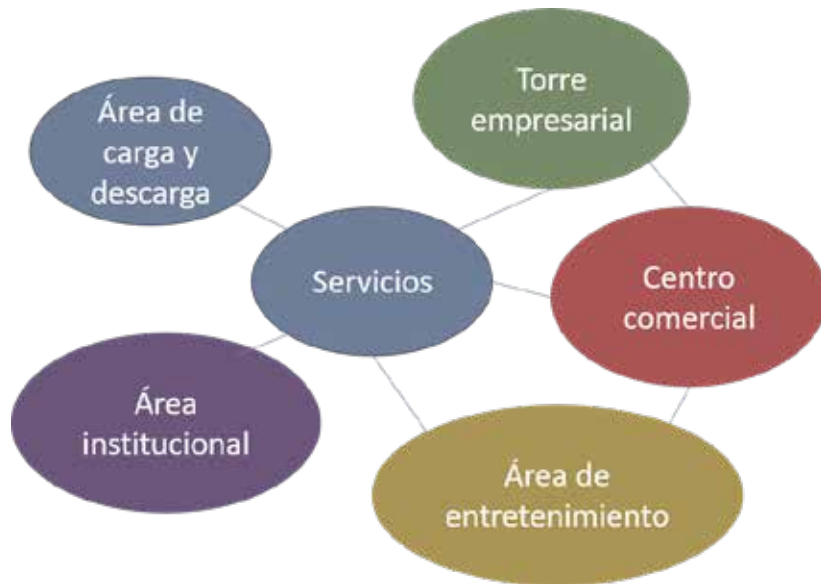 Torre
empresarial
Área de
carga y
descarga
Servicios
Centro
comercial
Área
institucional
Área de
entretenimiento